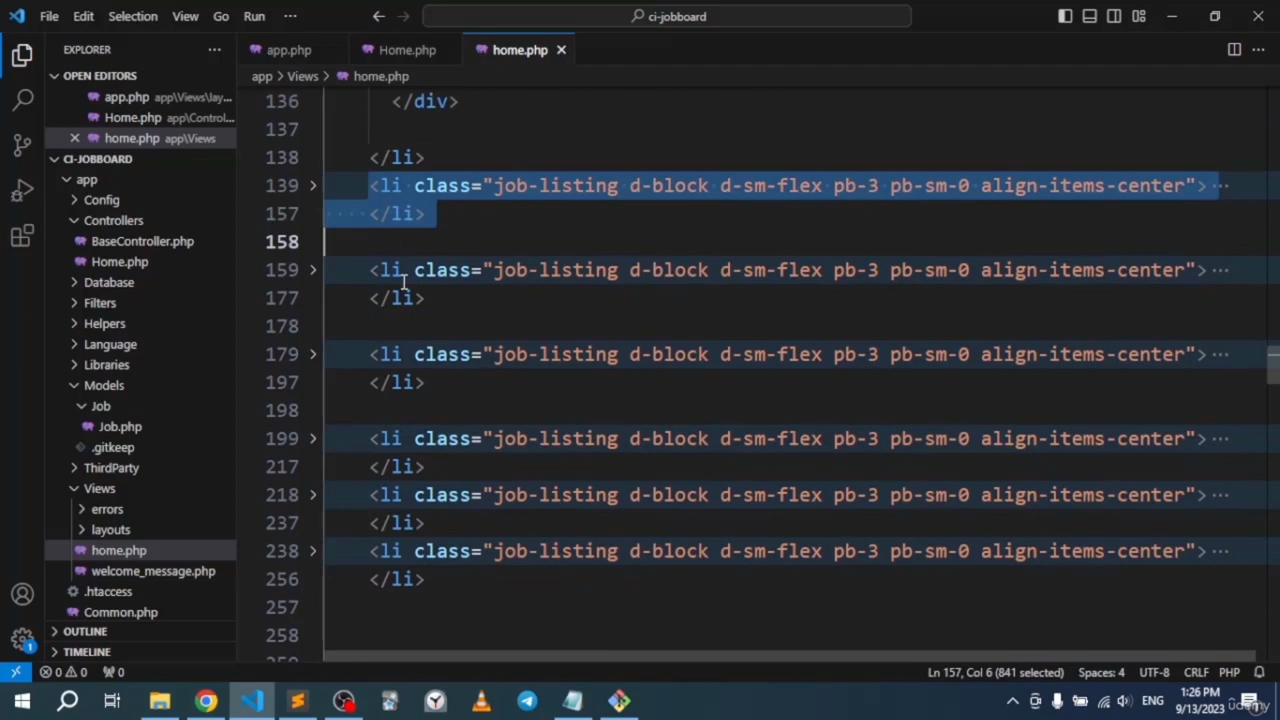 File Edit Selection View Go Run ··· ci-jobboard
EXPLORER ··· app.php Home.php home.php
app > Views > home.php
OPEN EDITORS
app.php app\Views\lay...
Home.php app\Control...
home.php app\Views
CI-JOBBOARD
app
Config
Controllers
BaseController.php
Home.php
Database
Filters
Helpers
Language
Libraries
Models
Job
Job.php
.gitkeep
ThirdParty
Views
errors
layouts
home.php
welcome_message.php
.htaccess
Common.php
OUTLINE
TIMELINE
136 </div>
137
138 </li>
139 <li class="job-listing d-block d-sm-flex pb-3 pb-sm-0 align-items-center">···
157 </li>
158
159 <li class="job-listing d-block d-sm-flex pb-3 pb-sm-0 align-items-center">···
177 </li>
178
179 <li class="job-listing d-block d-sm-flex pb-3 pb-sm-0 align-items-center">···
197 </li>
198
199 <li class="job-listing d-block d-sm-flex pb-3 pb-sm-0 align-items-center">···
217 </li>
218 <li class="job-listing d-block d-sm-flex pb-3 pb-sm-0 align-items-center">···
237 </li>
238 <li class="job-listing d-block d-sm-flex pb-3 pb-sm-0 align-items-center">···
256 </li>
257
258
0 0 0 Ln 157, Col 6 (841 selected) Spaces: 4 UTF-8 CRLF PHP
ENG 1:26 PM
9/13/2023
udemy